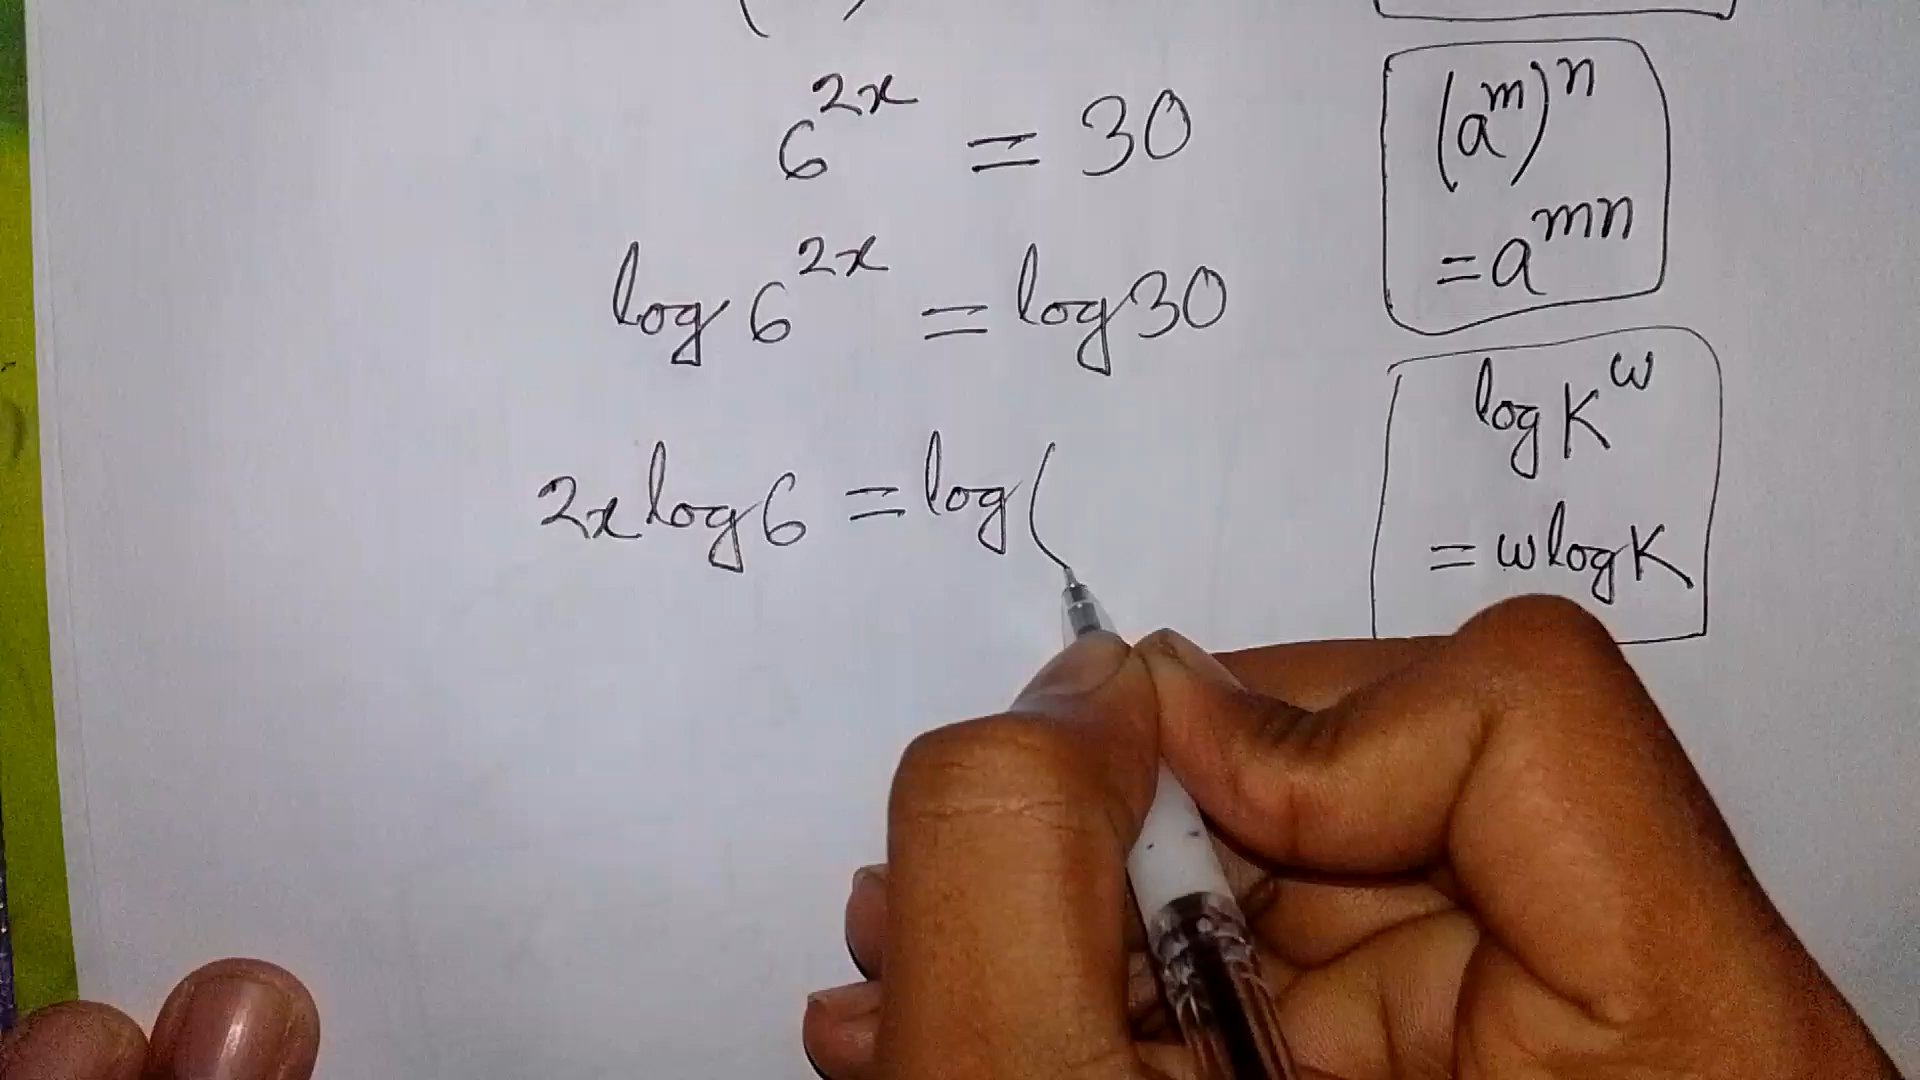 6^{2x} = 30
log 6^{2x} = log 30
2x log 6 = log (
(a^m)^n
= a^{mn}
log K^w
= w log K